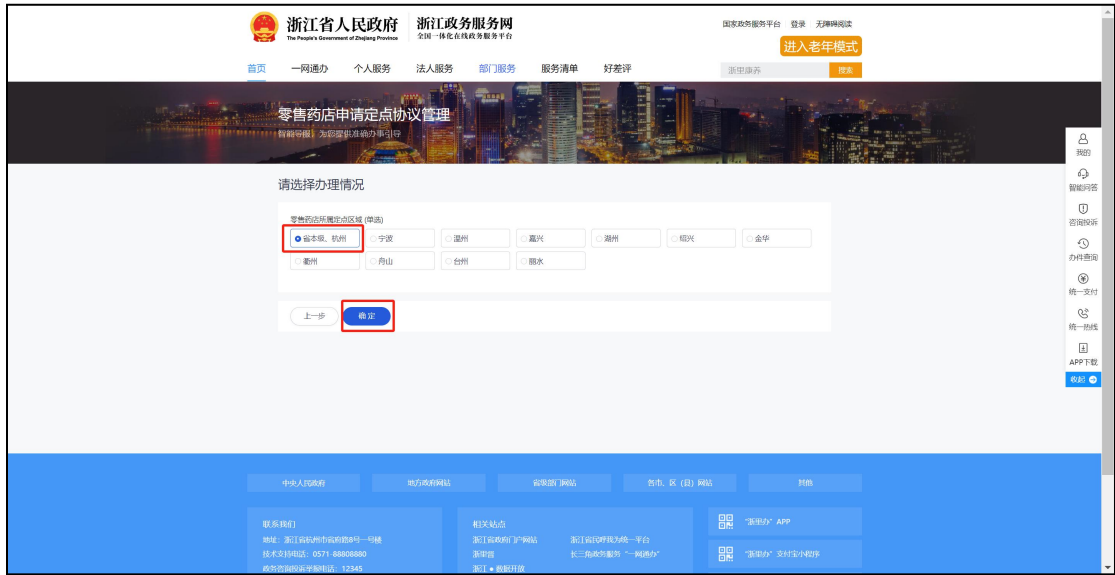 浙江省人民政府
The People's Government of Zhejiang Province
浙江政务服务网
全国一体化在线政务服务平台
国家政务服务平台 登录 无障碍阅读
进入老年模式
首页 一网通办 个人服务 法人服务 部门服务 服务清单 好差评
浙里康养 搜索
零售药店申请定点协议管理
智能导服，为您提供准确办事引导
请选择办理情况
零售药店所属定点区域 (单选)
省本级、杭州 宁波 温州 嘉兴 湖州 绍兴 金华
衢州 舟山 台州 丽水
上一步 确定
我的
智能问答
咨询投诉
办件查询
统一支付
统一热线
APP下载
收起
中央人民政府 地方政府网站 省级部门网站 各市、区（县）网站 其他
联系我们 相关站点 "浙里办" APP
地址：浙江省杭州市省府路8号一号楼 浙江省政府门户网站 浙江省民呼我为统一平台
技术支持电话：0571-88808880 浙里督 长三角政务服务 "一网通办" "浙里办" 支付宝小程序
政务咨询投诉举报电话：12345 浙江●数据开放